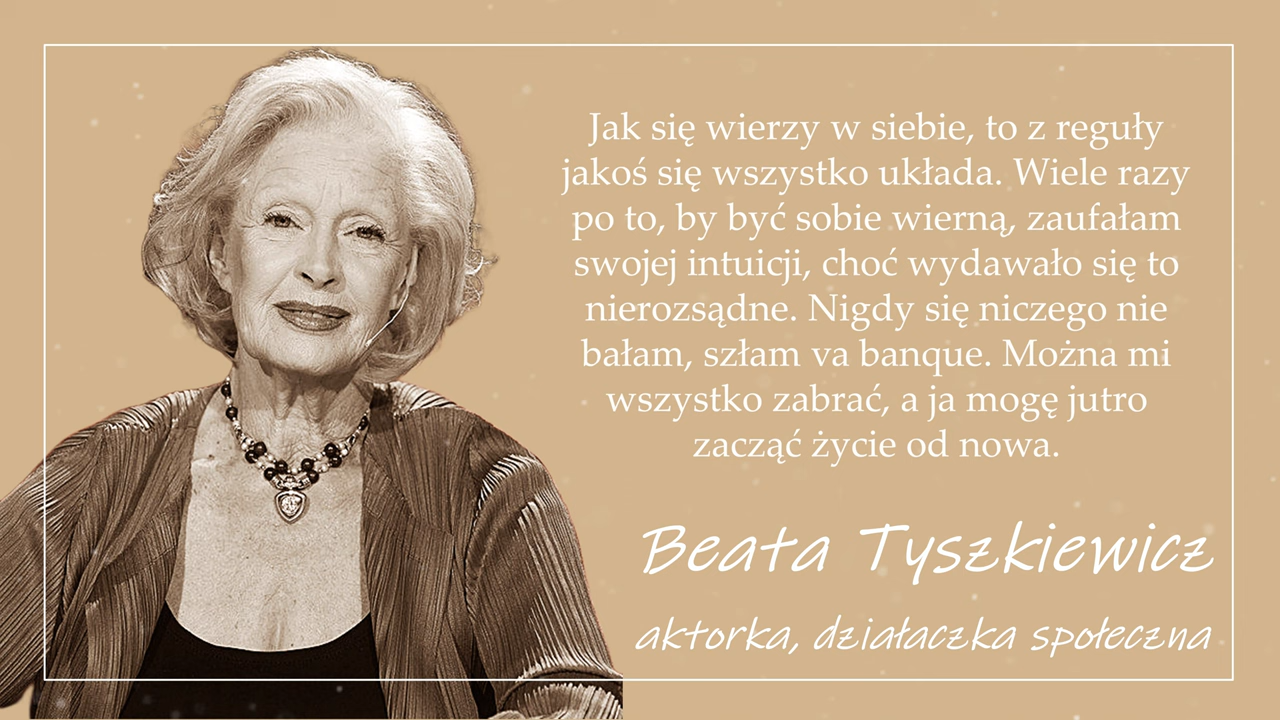 Jak się wierzy w siebie, to z reguły
jakoś się wszystko układa. Wiele razy
po to, by być sobie wierną, zaufałam
swojej intuicji, choć wydawało się to
nierozsądne. Nigdy się niczego nie
bałam, szłam va banque. Można mi
wszystko zabrać, a ja mogę jutro
zacząć życie od nowa.
Beata Tyszkiewicz
aktorka, działaczka społeczna